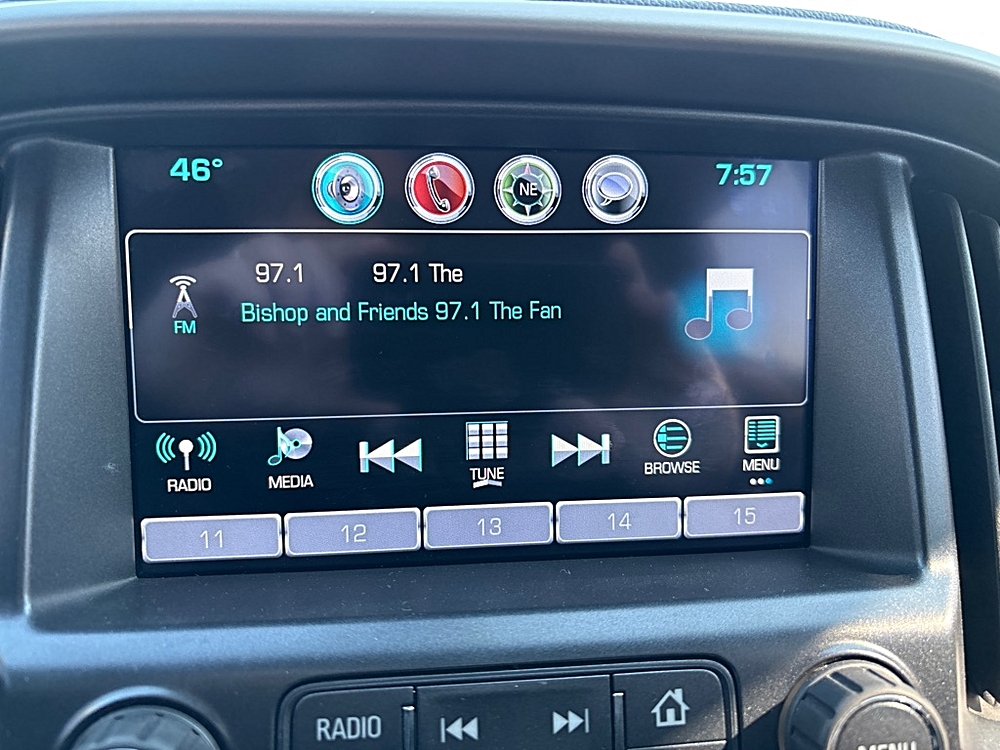 46° NE 7:57
97.1 97.1 The
FM Bishop and Friends 97.1 The Fan
RADIO MEDIA TUNE BROWSE MENU
11 12 13 14 15
RADIO
MENU